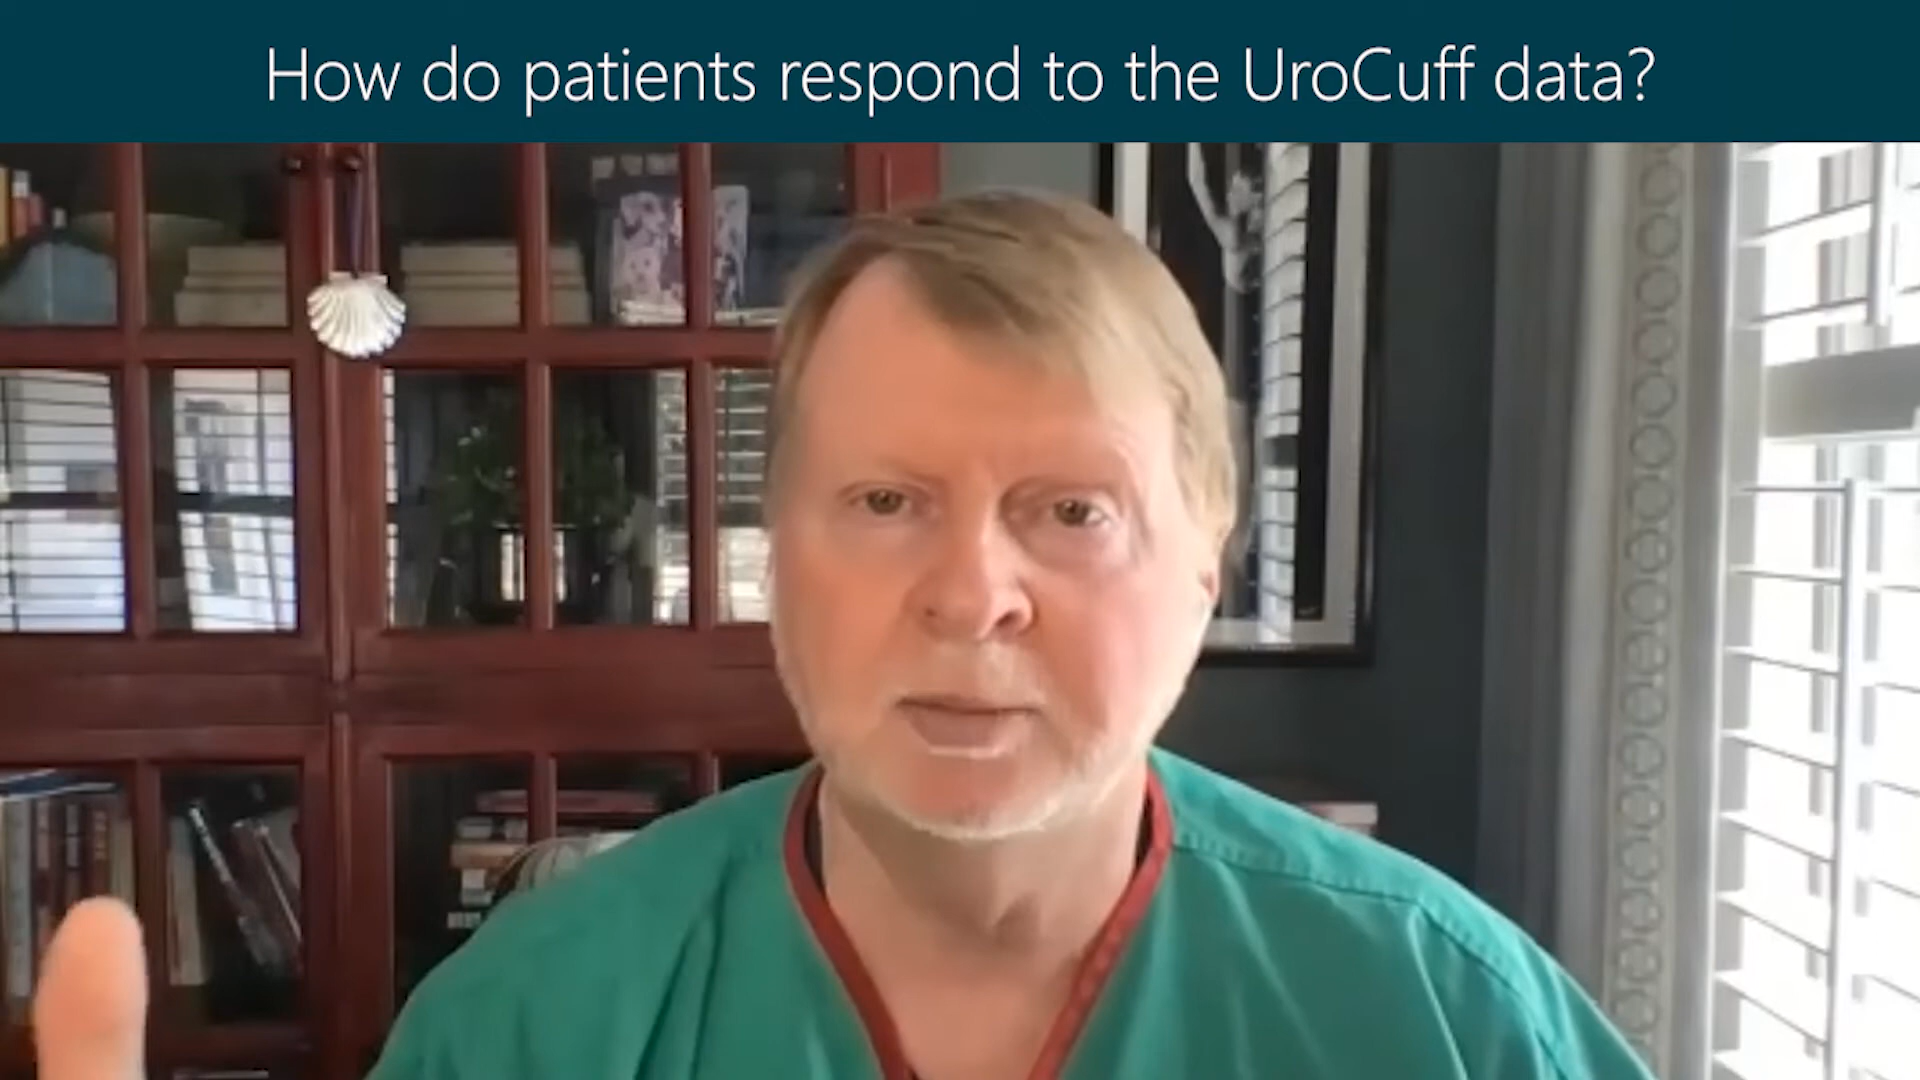 How do patients respond to the UroCuff data?